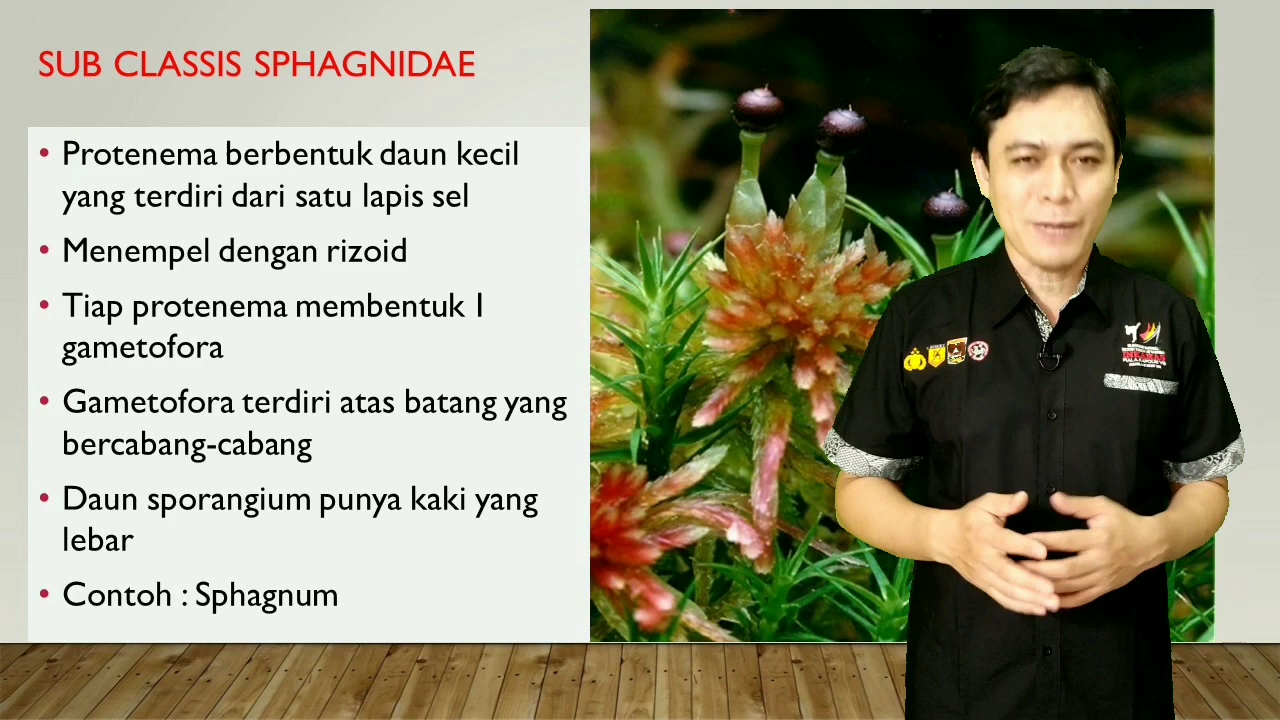 SUB CLASSIS SPHAGNIDAE
• Protenema berbentuk daun kecil
yang terdiri dari satu lapis sel
• Menempel dengan rizoid
• Tiap protenema membentuk 1
gametofora
• Gametofora terdiri atas batang yang
bercabang-cabang
• Daun sporangium punya kaki yang
lebar
• Contoh : Sphagnum